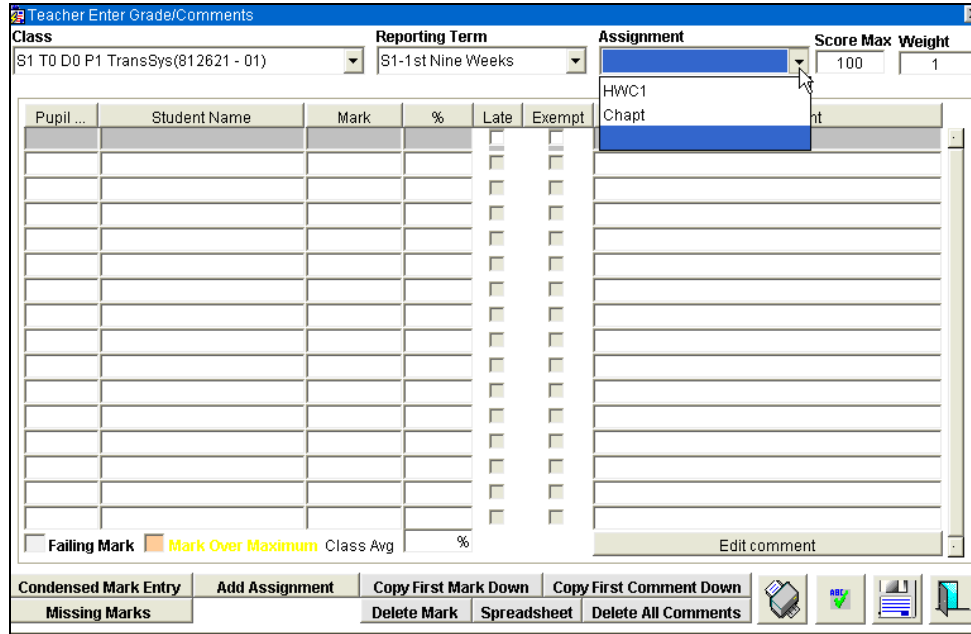 Teacher Enter Grade/Comments
Class Reporting Term Assignment Score Max Weight
S1 T0 D0 P1 TransSys(812621 - 01) S1-1st Nine Weeks 100 1
HWC1
Chapt
Pupil ... Student Name Mark % Late Exempt
Failing Mark Mark Over Maximum Class Avg % Edit comment
Condensed Mark Entry Add Assignment Copy First Mark Down Copy First Comment Down
Missing Marks Delete Mark Spreadsheet Delete All Comments
ABC